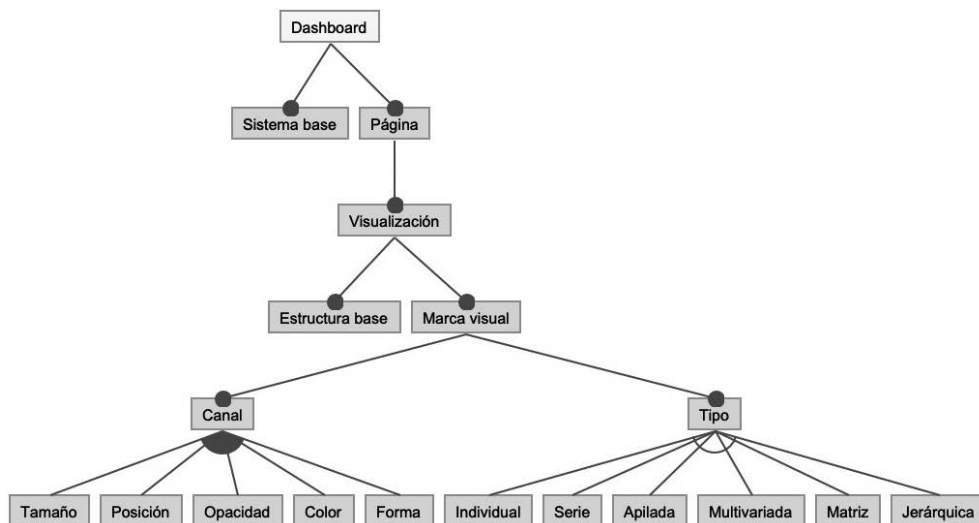 Dashboard
Sistema base
Página
Visualización
Estructura base
Marca visual
Canal
Tipo
Tamaño
Posición
Opacidad
Color
Forma
Individual
Serie
Apilada
Multivariada
Matriz
Jerárquica